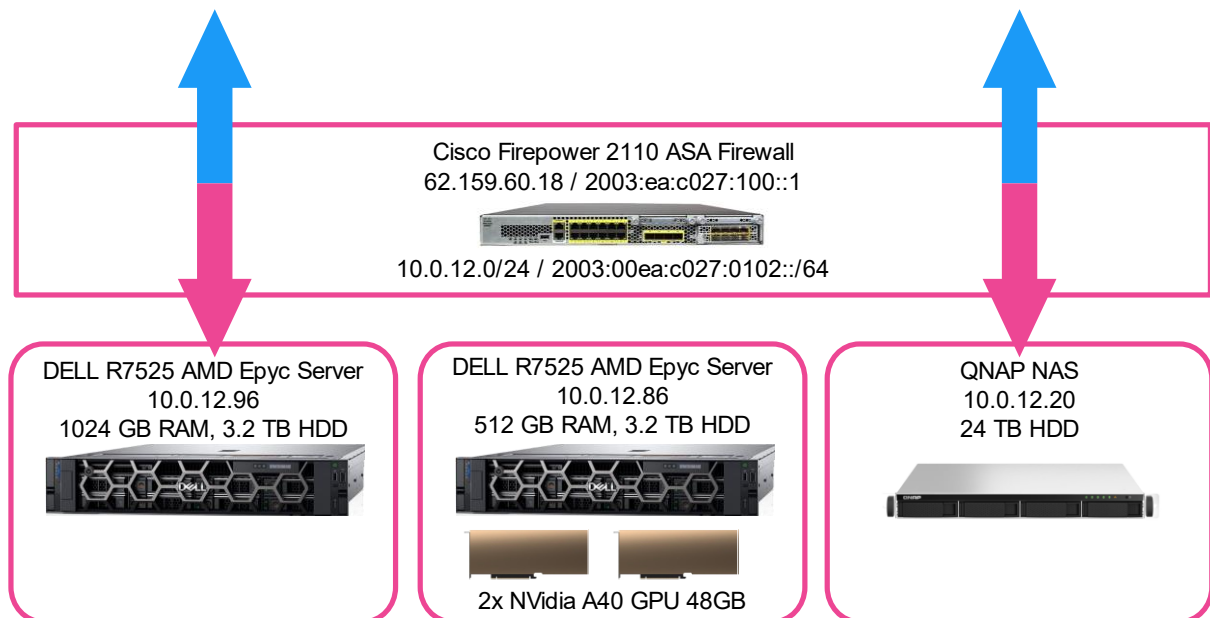 Cisco Firepower 2110 ASA Firewall
62.159.60.18 / 2003:ea:c027:100::1
10.0.12.0/24 / 2003:00ea:c027:0102::/64
DELL R7525 AMD Epyc Server
10.0.12.96
1024 GB RAM, 3.2 TB HDD
DELL
DELL R7525 AMD Epyc Server
10.0.12.86
512 GB RAM, 3.2 TB HDD
DELL
2x NVidia A40 GPU 48GB
QNAP NAS
10.0.12.20
24 TB HDD
QNAP